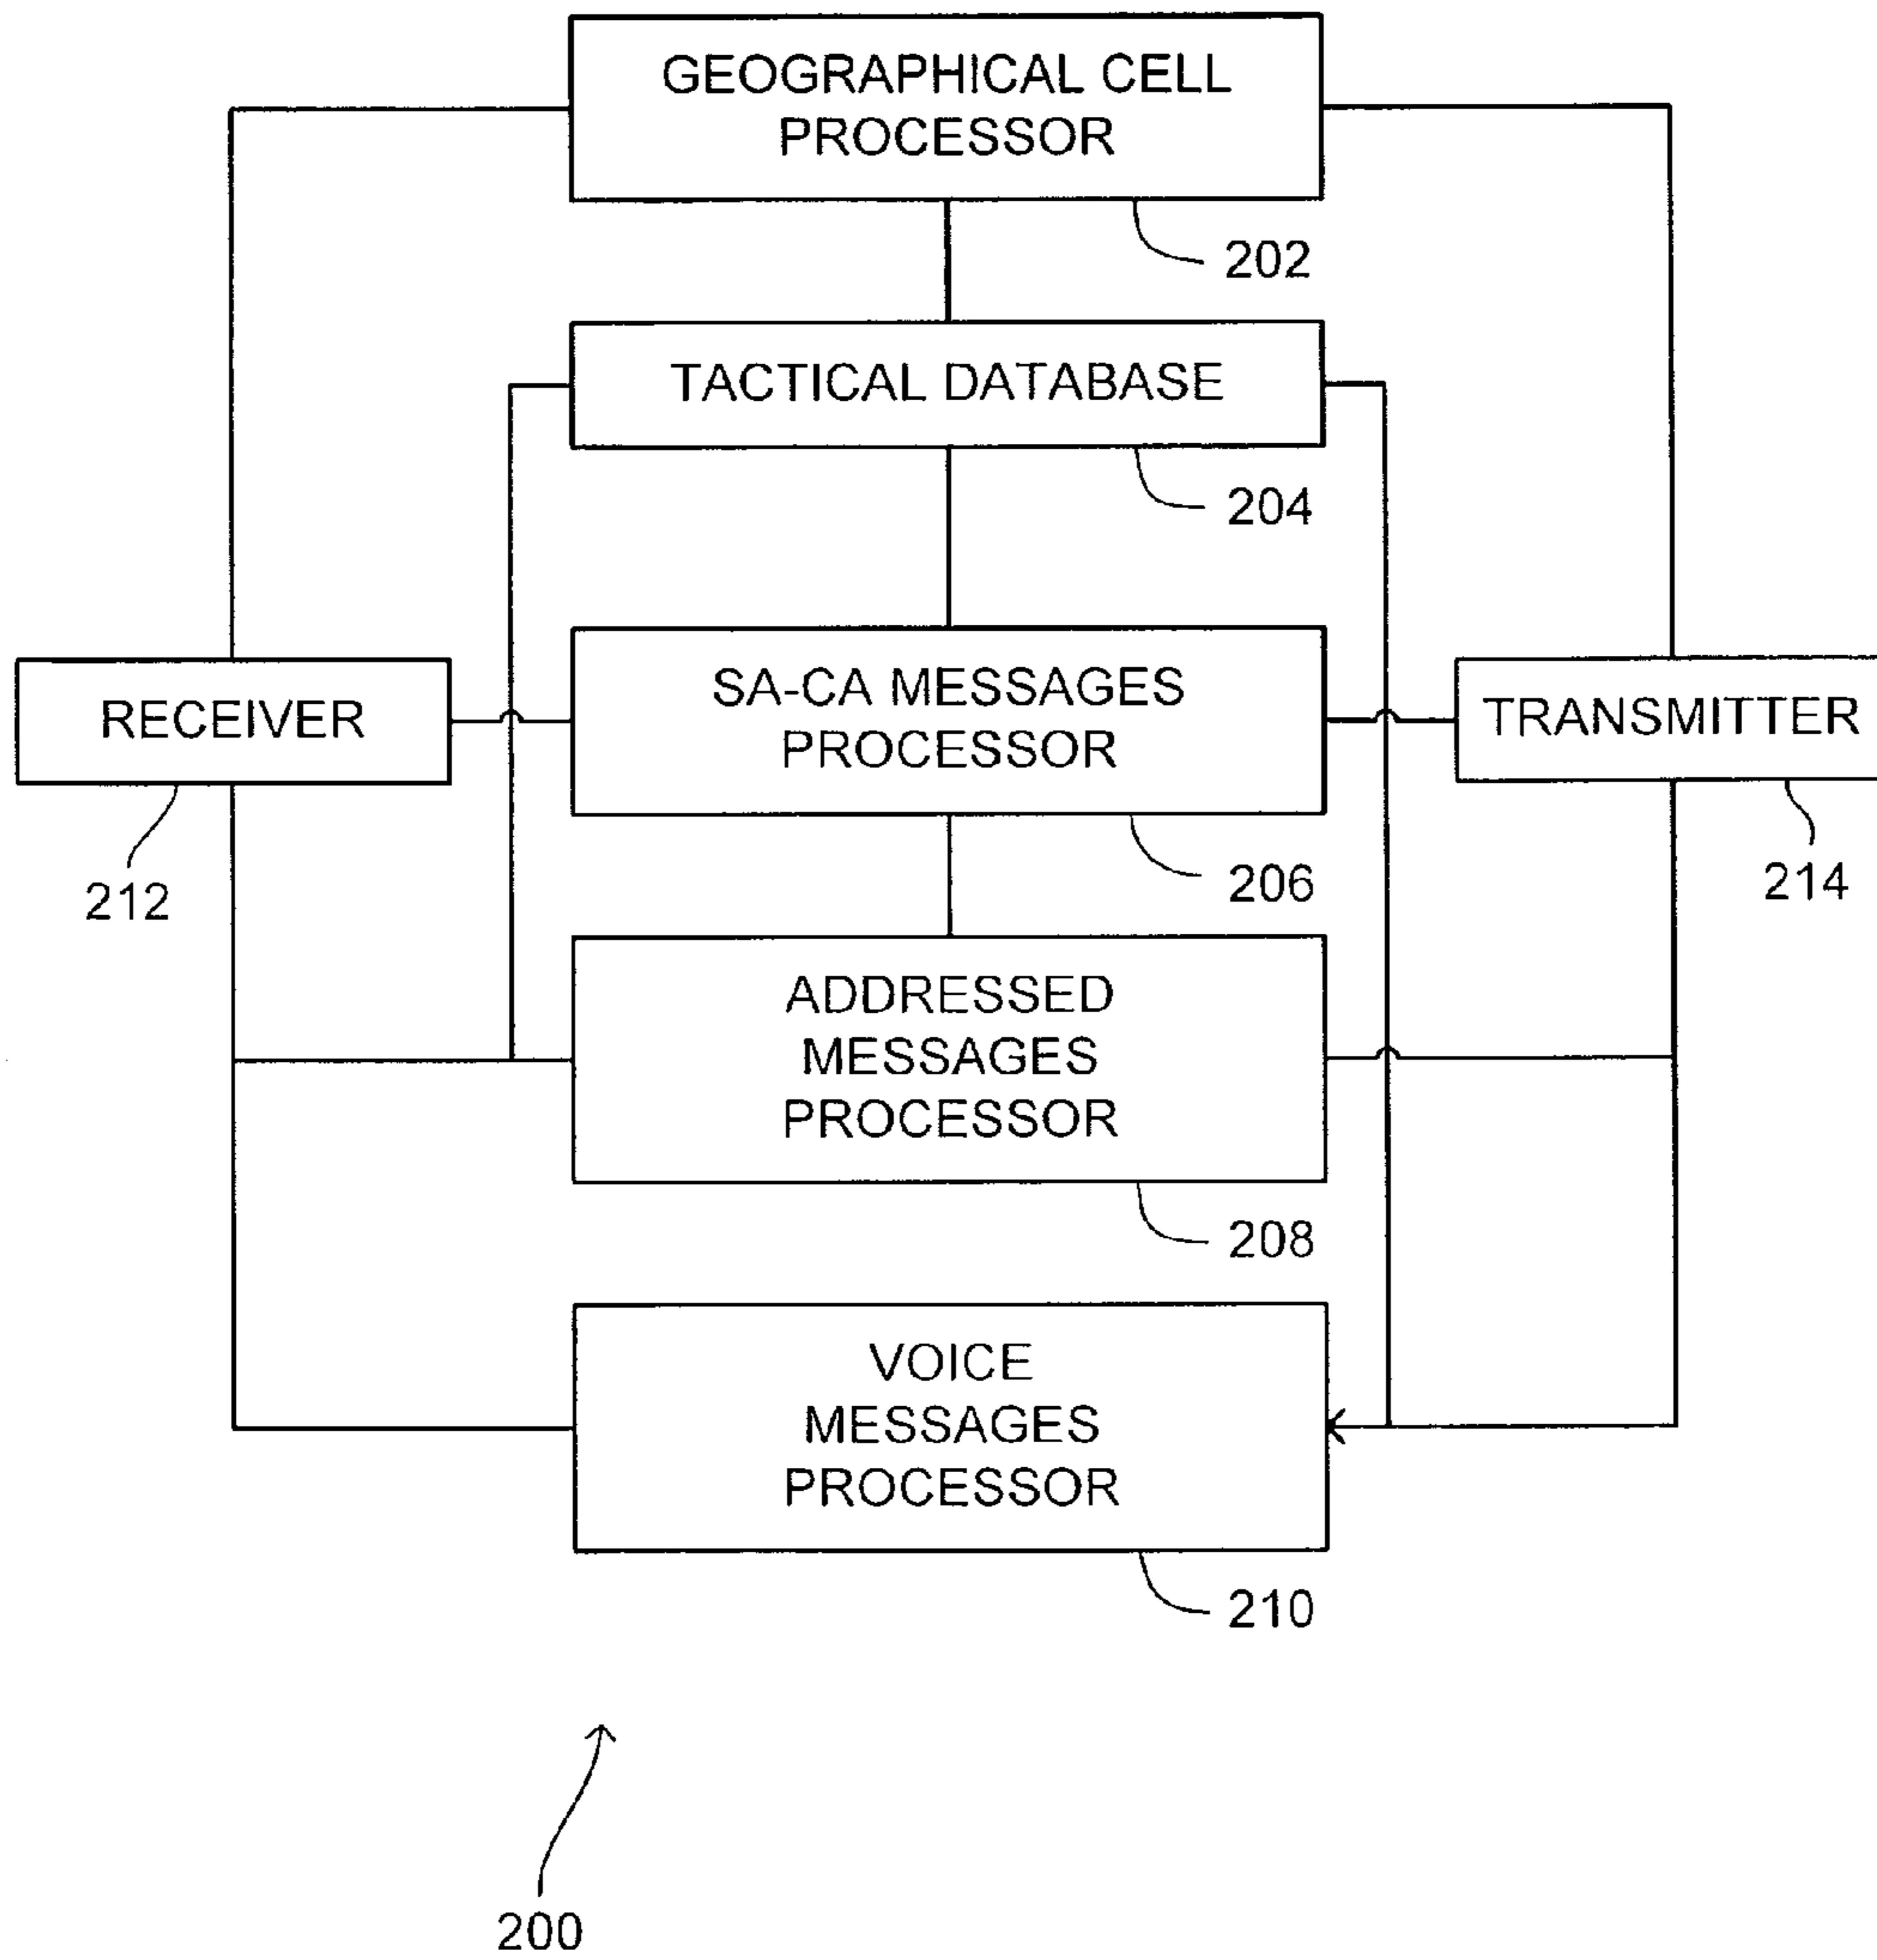 GEOGRAPHICAL CELL
PROCESSOR
202
TACTICAL DATABASE
204
RECEIVER
212
SA-CA MESSAGES
PROCESSOR
206
TRANSMITTER
214
ADDRESSED
MESSAGES
PROCESSOR
208
VOICE
MESSAGES
PROCESSOR
210
200